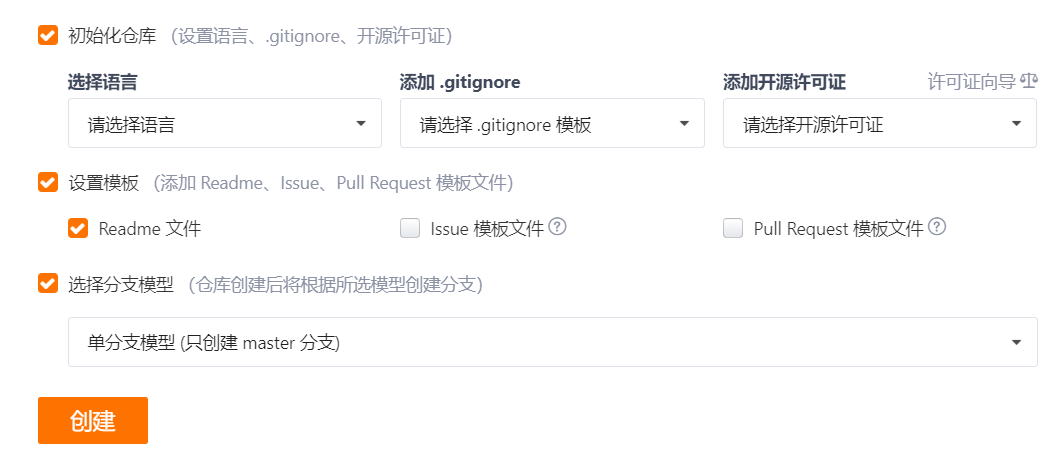 初始化仓库 (设置语言、.gitignore、开源许可证)
选择语言 添加 .gitignore 添加开源许可证 许可证向导
请选择语言 请选择 .gitignore 模板 请选择开源许可证
设置模板 (添加 Readme、Issue、Pull Request 模板文件)
Readme 文件 Issue 模板文件 ? Pull Request 模板文件 ?
选择分支模型 (仓库创建后将根据所选模型创建分支)
单分支模型 (只创建 master 分支)
创建